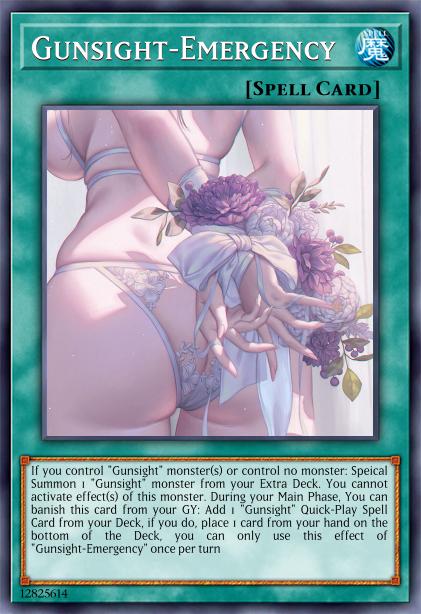 Gunsight-Emergency
SPELL
魔
[Spell Card]
If you control "Gunsight" monster(s) or control no monster: Speical
Summon 1 "Gunsight" monster from your Extra Deck. You cannot
activate effect(s) of this monster. During your Main Phase, You can
banish this card from your GY: Add 1 "Gunsight" Quick-Play Spell
Card from your Deck, if you do, place 1 card from your hand on the
bottom of the Deck, you can only use this effect of
"Gunsight-Emergency" once per turn
12825614